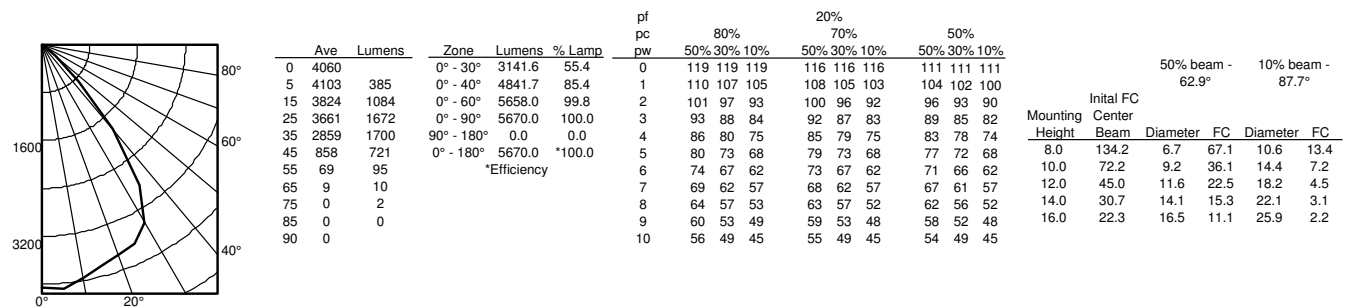 80°
60°
40°
20°
0°
1600
3200
Ave Lumens
0 4060
5 4103 385
15 3824 1084
25 3661 1672
35 2859 1700
45 858 721
55 69 95
65 9 10
75 0 2
85 0 0
90 0
Zone Lumens % Lamp
0° - 30° 3141.6 55.4
0° - 40° 4841.7 85.4
0° - 60° 5658.0 99.8
0° - 90° 5670.0 100.0
90° - 180° 0.0 0.0
0° - 180° 5670.0 *100.0
*Efficiency
pf 20%
pc 80% 70% 50%
pw 50% 30% 10% 50% 30% 10% 50% 30% 10%
0 119 119 119 116 116 116 111 111 111
1 110 107 105 108 105 103 104 102 100
2 101 97 93 100 96 92 96 93 90
3 93 88 84 92 87 83 89 85 82
4 86 80 75 85 79 75 83 78 74
5 80 73 68 79 73 68 77 72 68
6 74 67 62 73 67 62 71 66 62
7 69 62 57 68 62 57 67 61 57
8 64 57 53 63 57 52 62 56 52
9 60 53 49 59 53 48 58 52 48
10 56 49 45 55 49 45 54 49 45
50% beam - 10% beam -
62.9° 87.7°
Inital FC
Mounting Center
Height Beam Diameter FC Diameter FC
8.0 134.2 6.7 67.1 10.6 13.4
10.0 72.2 9.2 36.1 14.4 7.2
12.0 45.0 11.6 22.5 18.2 4.5
14.0 30.7 14.1 15.3 22.1 3.1
16.0 22.3 16.5 11.1 25.9 2.2